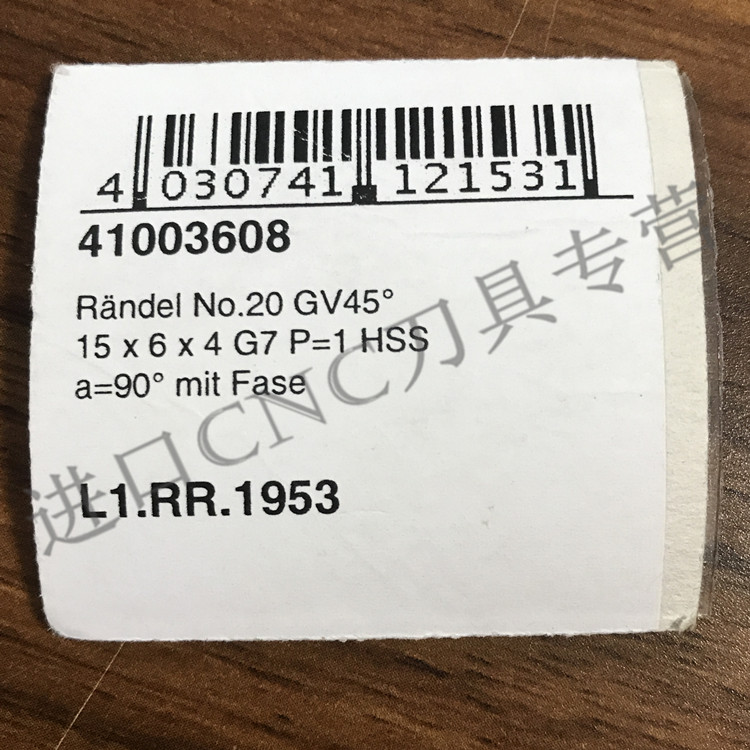 4 030741 121531
41003608
Rändel No.20 GV45°
15 x 6 x 4 G7 P=1 HSS
a=90° mit Fase
L1.RR.1953
进口CNC刀具专营